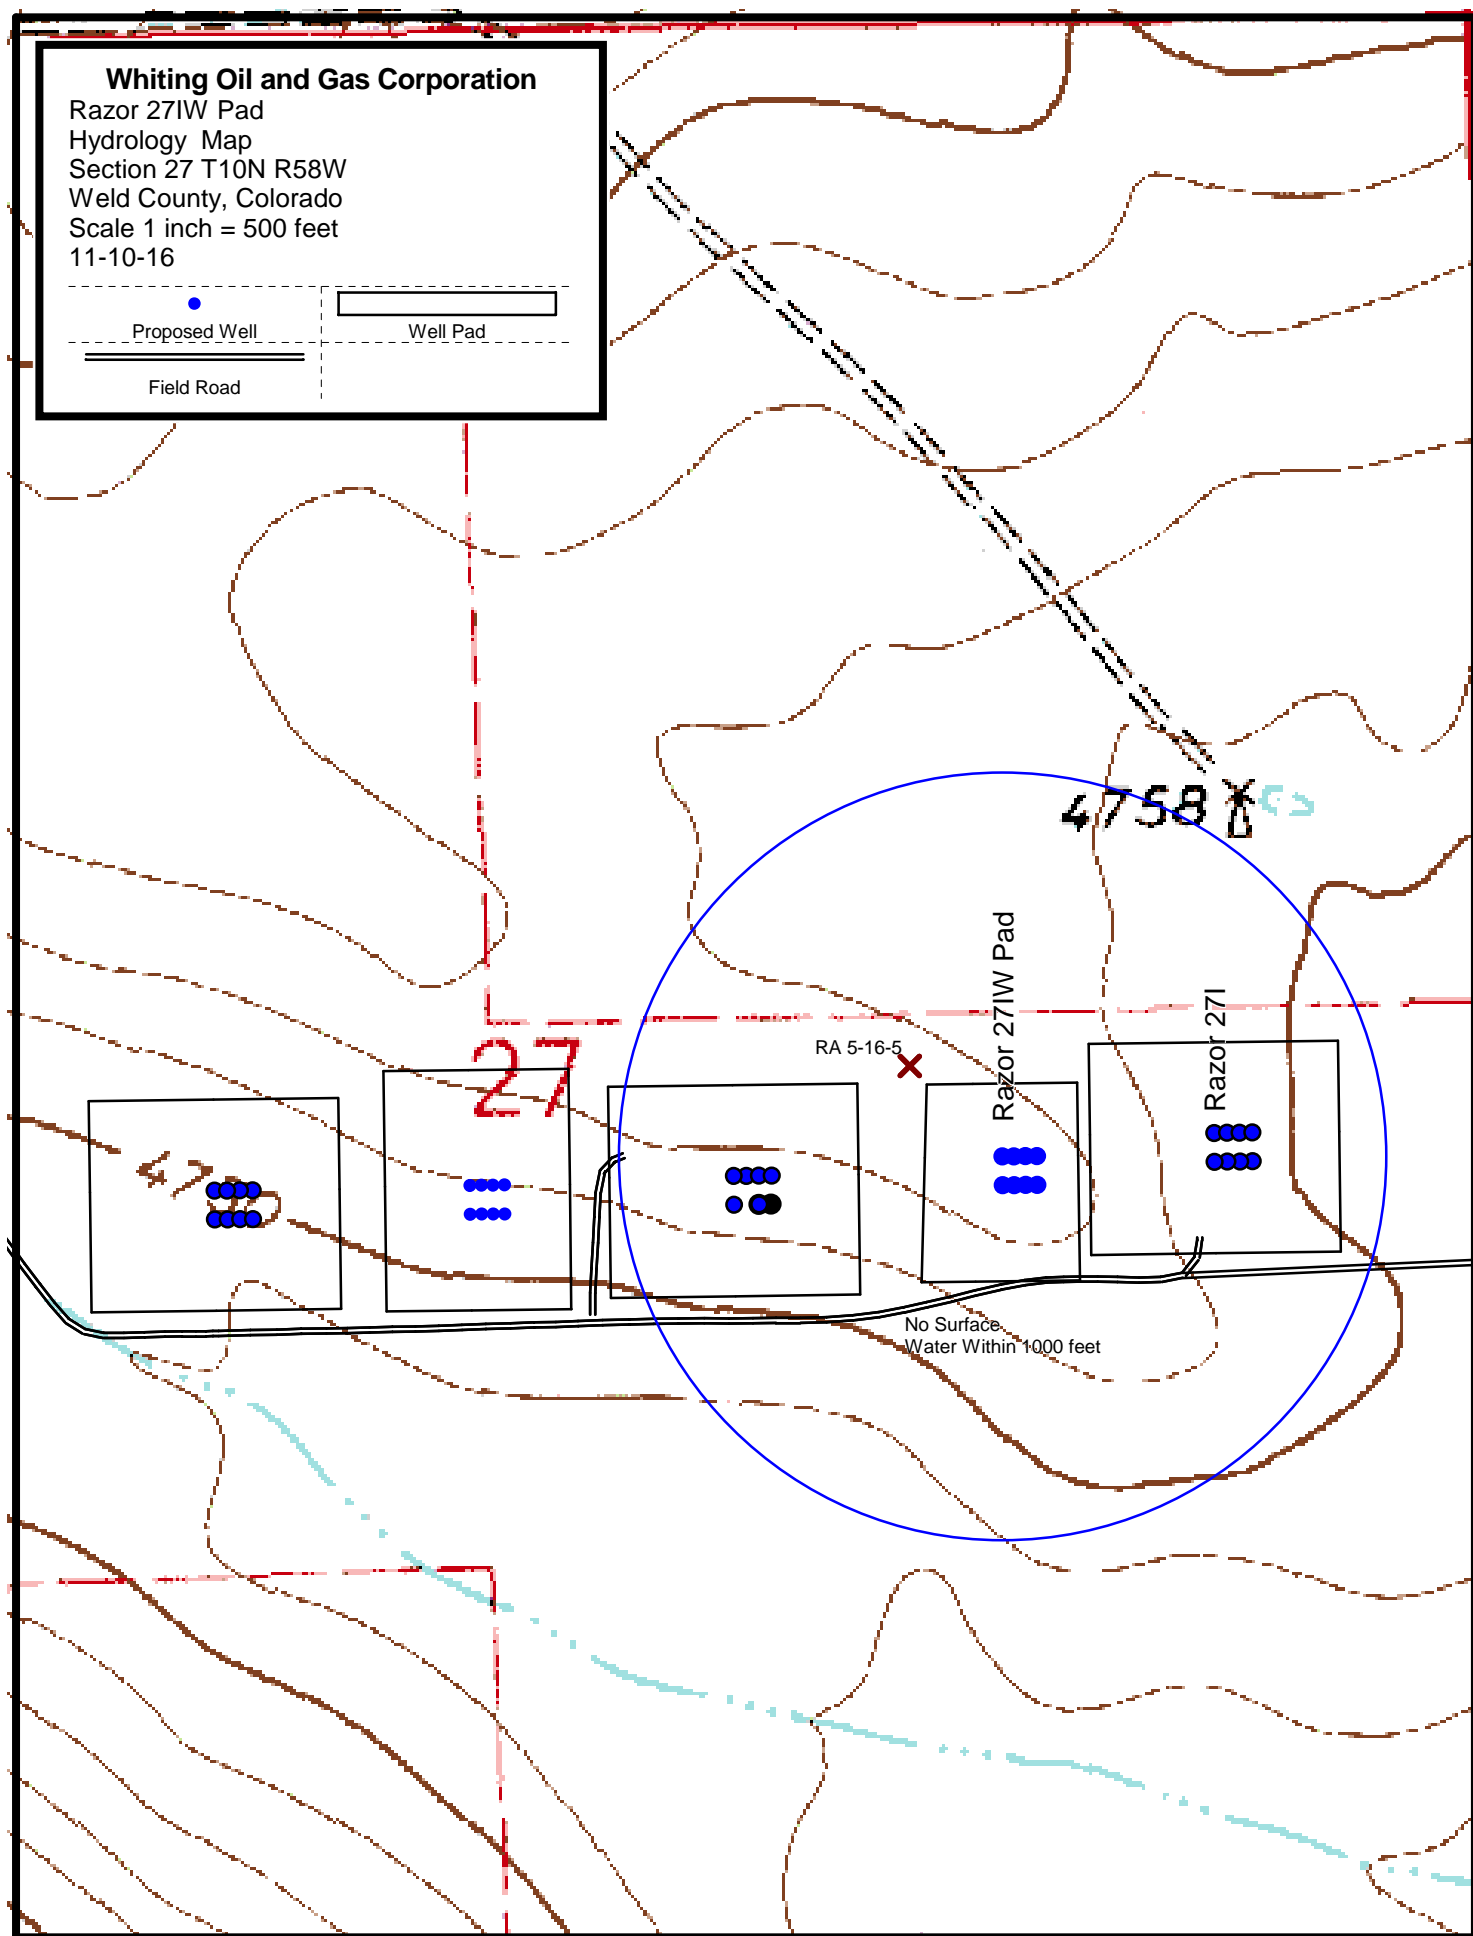 Whiting Oil and Gas Corporation
Razor 27IW Pad
Hydrology Map
Section 27 T10N R58W
Weld County, Colorado
Scale 1 inch = 500 feet
11-10-16
Proposed Well
Well Pad
Field Road
4758
Razor 27IW Pad
Razor 27I
RA 5-16-5
27
No Surface
Water Within 1000 feet